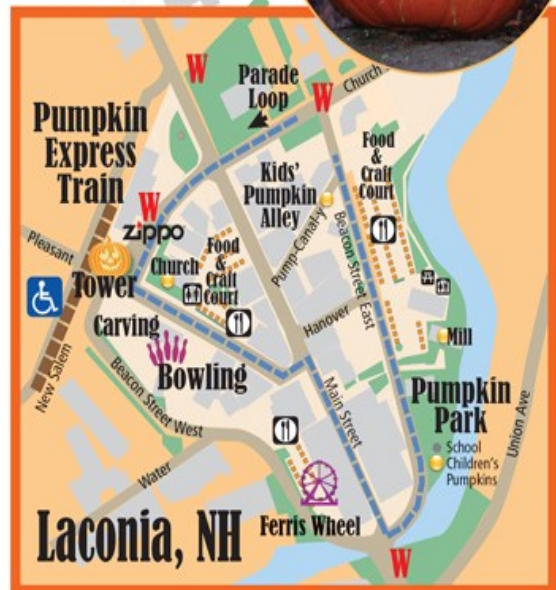 W
Parade
Loop
W
Church
Pumpkin
Express
Train
Food
&
Craft
Court
Kids'
Pumpkin
Alley
W
zippo
Pleasant
Church
Food
&
Craft
Court
Pump-Canal-y
Beacon Street East
Tower
Hanover
Mill
Carving
Bowling
New Salem
Beacon Street West
Main Street
Pumpkin
Park
School
Children's
Pumpkins
Union Ave
Water
Laconia, NH
Ferris Wheel
W